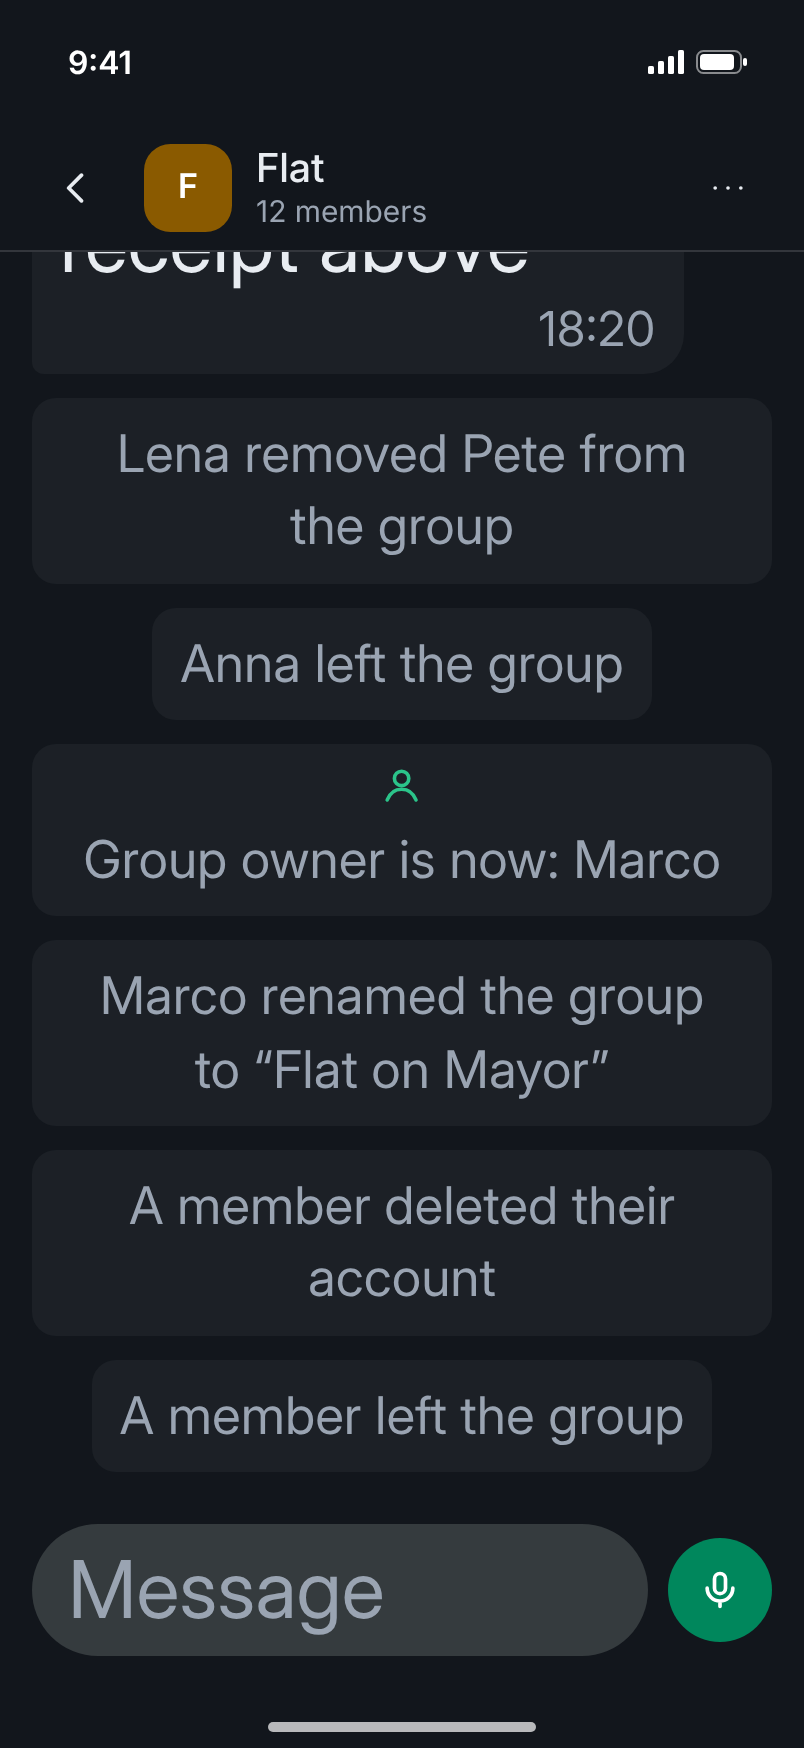 9:41
F
Flat
12 members
...
receipt above
18:20
Lena removed Pete from
the group
Anna left the group
Group owner is now: Marco
Marco renamed the group
to “Flat on Mayor”
A member deleted their
account
A member left the group
Message